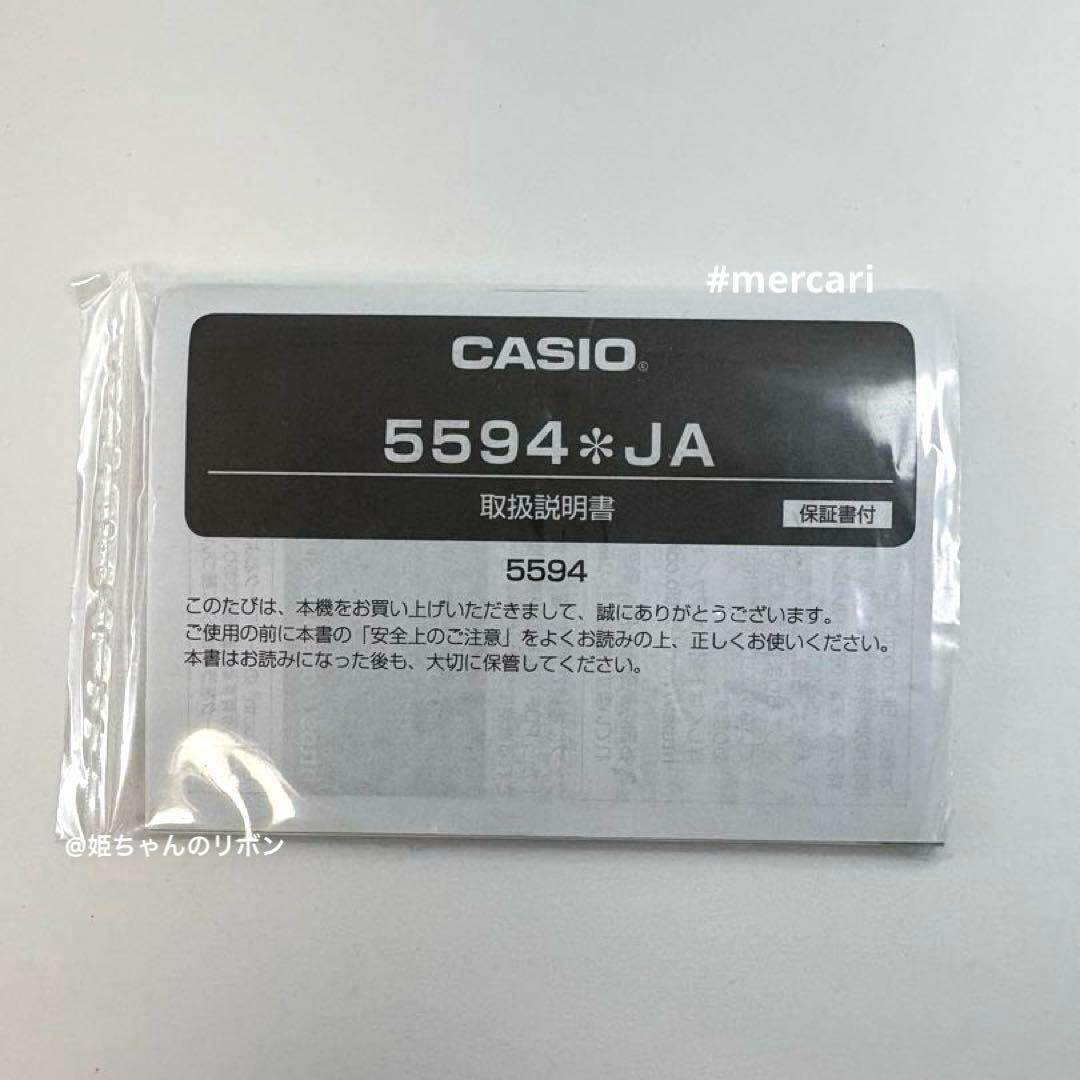 #mercari
CASIO®
5594*JA
取扱説明書
保証書付
5594
このたびは、本機をお買い上げいただきまして、誠にありがとうございます。
ご使用の前に本書の「安全上のご注意」をよくお読みの上、正しくお使いください。
本書はお読みになった後も、大切に保管してください。
@姫ちゃんのリボン